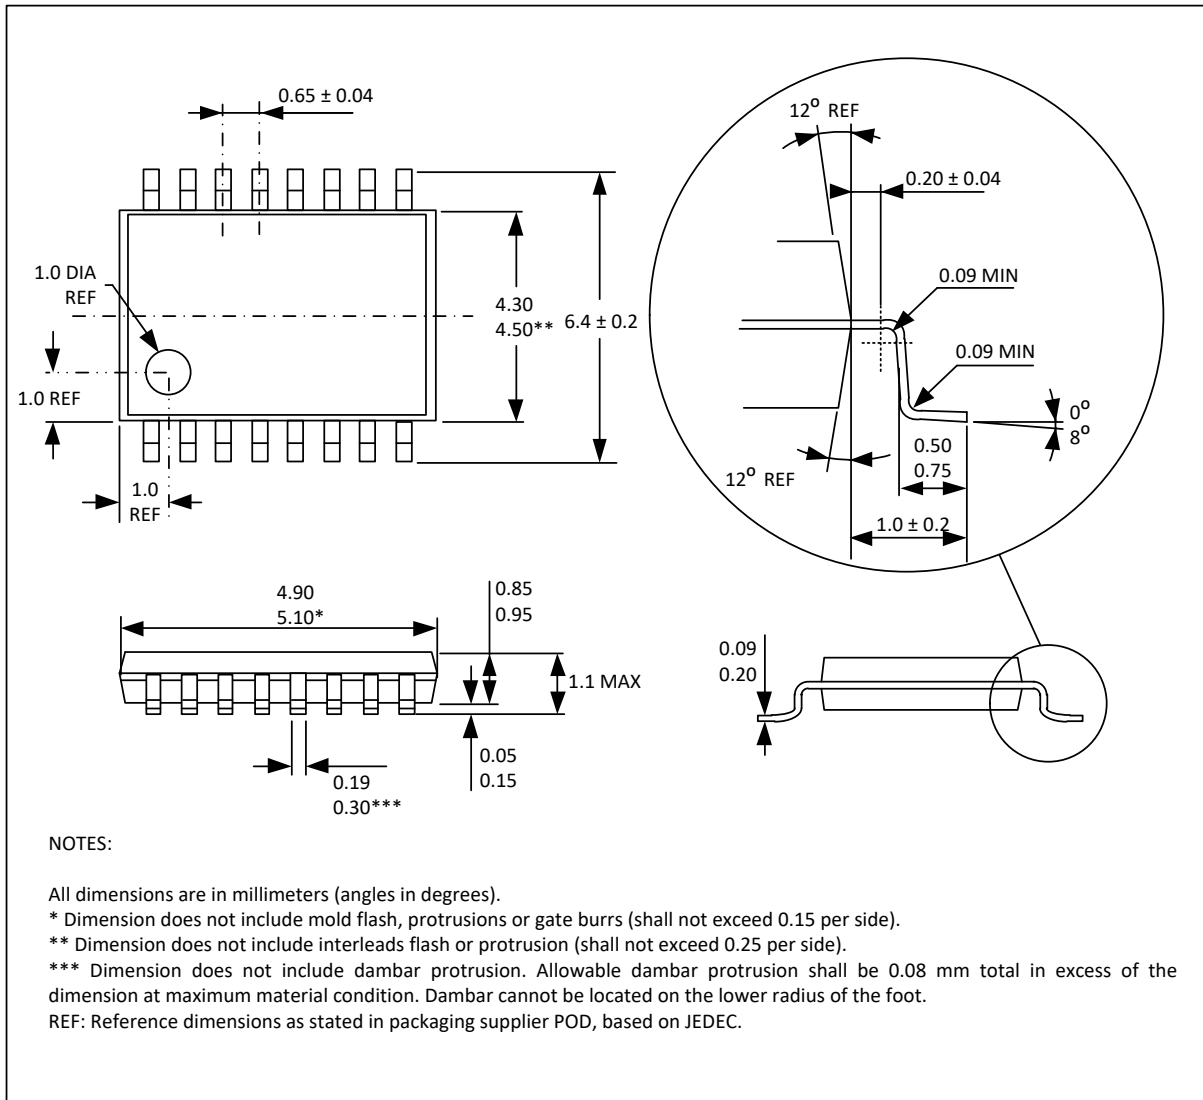 0.65 ± 0.04
12° REF
0.20 ± 0.04
1.0 DIA
REF
0.09 MIN
4.30
4.50** 6.4 ± 0.2
0.09 MIN
1.0 REF
0°
8°
0.50
0.75
12° REF
1.0
REF
1.0 ± 0.2
4.90
5.10*
0.85
0.95
0.09
0.20
1.1 MAX
0.05
0.15
0.19
0.30***
NOTES:
All dimensions are in millimeters (angles in degrees).
* Dimension does not include mold flash, protrusions or gate burrs (shall not exceed 0.15 per side).
** Dimension does not include interleads flash or protrusion (shall not exceed 0.25 per side).
*** Dimension does not include dambar protrusion. Allowable dambar protrusion shall be 0.08 mm total in excess of the
dimension at maximum material condition. Dambar cannot be located on the lower radius of the foot.
REF: Reference dimensions as stated in packaging supplier POD, based on JEDEC.